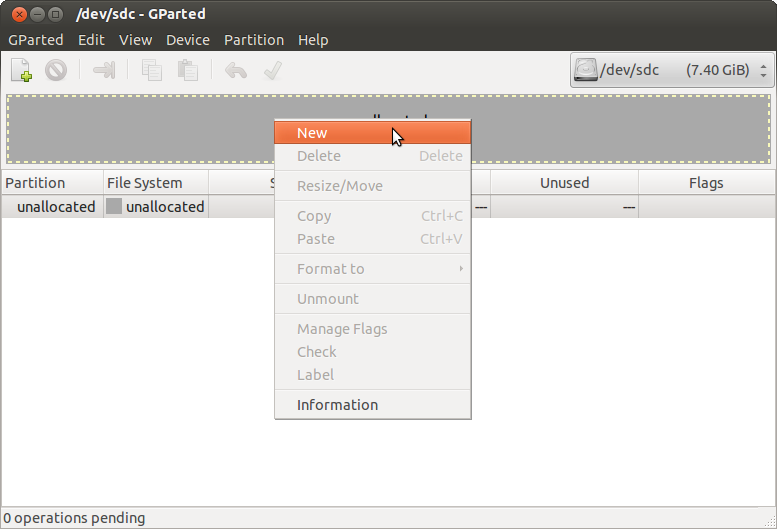 /dev/sdc - GParted
GParted Edit View Device Partition Help
/dev/sdc (7.40 GiB)
New
Delete Delete
Resize/Move
Copy Ctrl+C
Paste Ctrl+V
Format to
Unmount
Manage Flags
Check
Label
Information
Partition File System Unused Flags
unallocated unallocated --- ---
0 operations pending